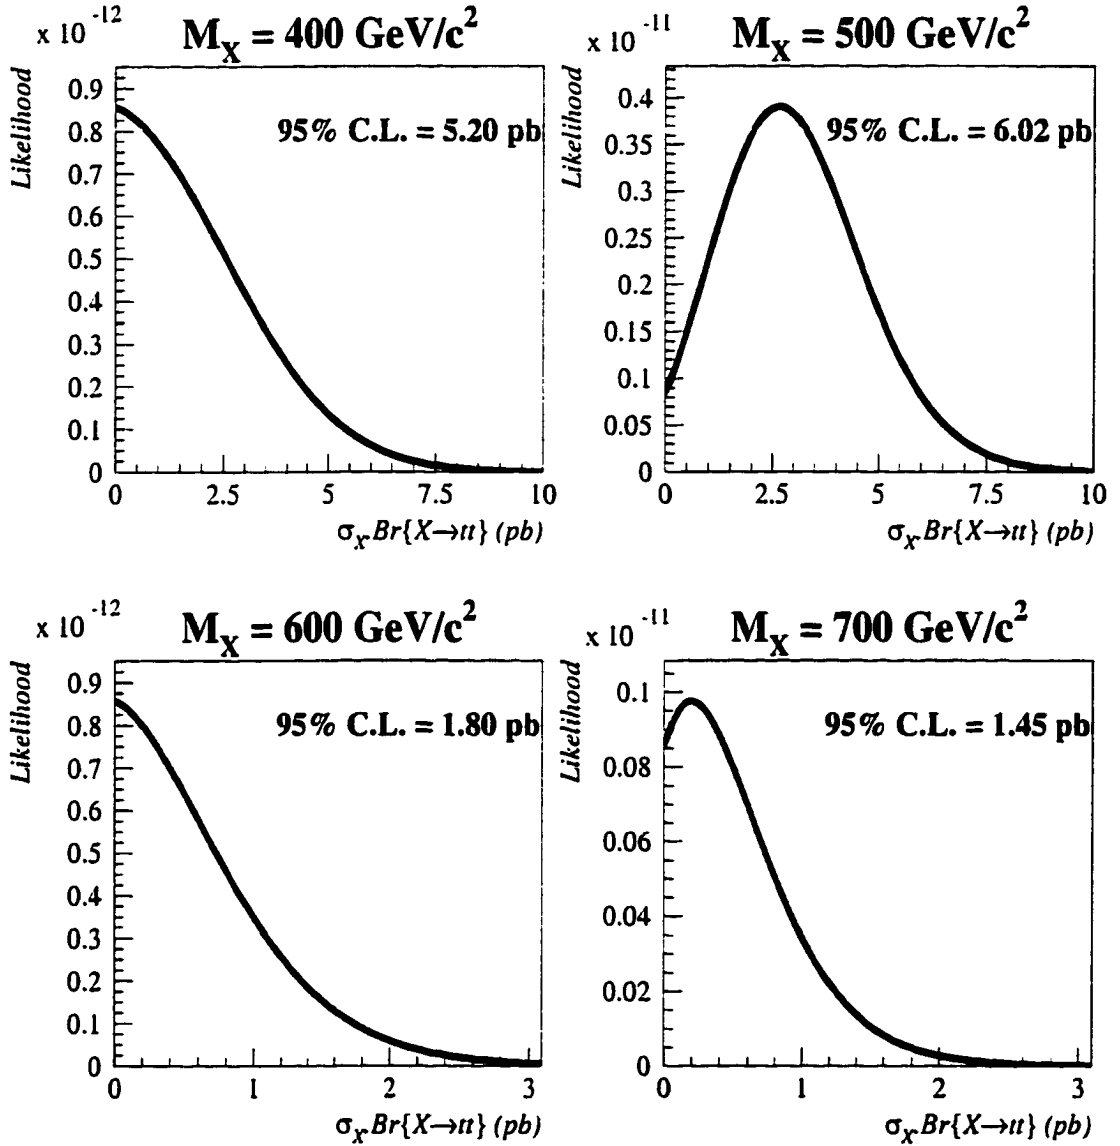 x 10 -12
M_X = 400 GeV/c²
Likelihood
0.9
0.8
0.7
0.6
0.5
0.4
0.3
0.2
0.1
0
95% C.L. = 5.20 pb
0 2.5 5 7.5 10
σ_X.Br{X→tt} (pb)
x 10 -11
M_X = 500 GeV/c²
Likelihood
0.4
0.35
0.3
0.25
0.2
0.15
0.1
0.05
0
95% C.L. = 6.02 pb
0 2.5 5 7.5 10
σ_X.Br{X→tt} (pb)
x 10 -12
M_X = 600 GeV/c²
Likelihood
0.9
0.8
0.7
0.6
0.5
0.4
0.3
0.2
0.1
0
95% C.L. = 1.80 pb
0 1 2 3
σ_X.Br{X→tt} (pb)
x 10 -11
M_X = 700 GeV/c²
Likelihood
0.1
0.08
0.06
0.04
0.02
0
95% C.L. = 1.45 pb
0 1 2 3
σ_X.Br{X→tt} (pb)